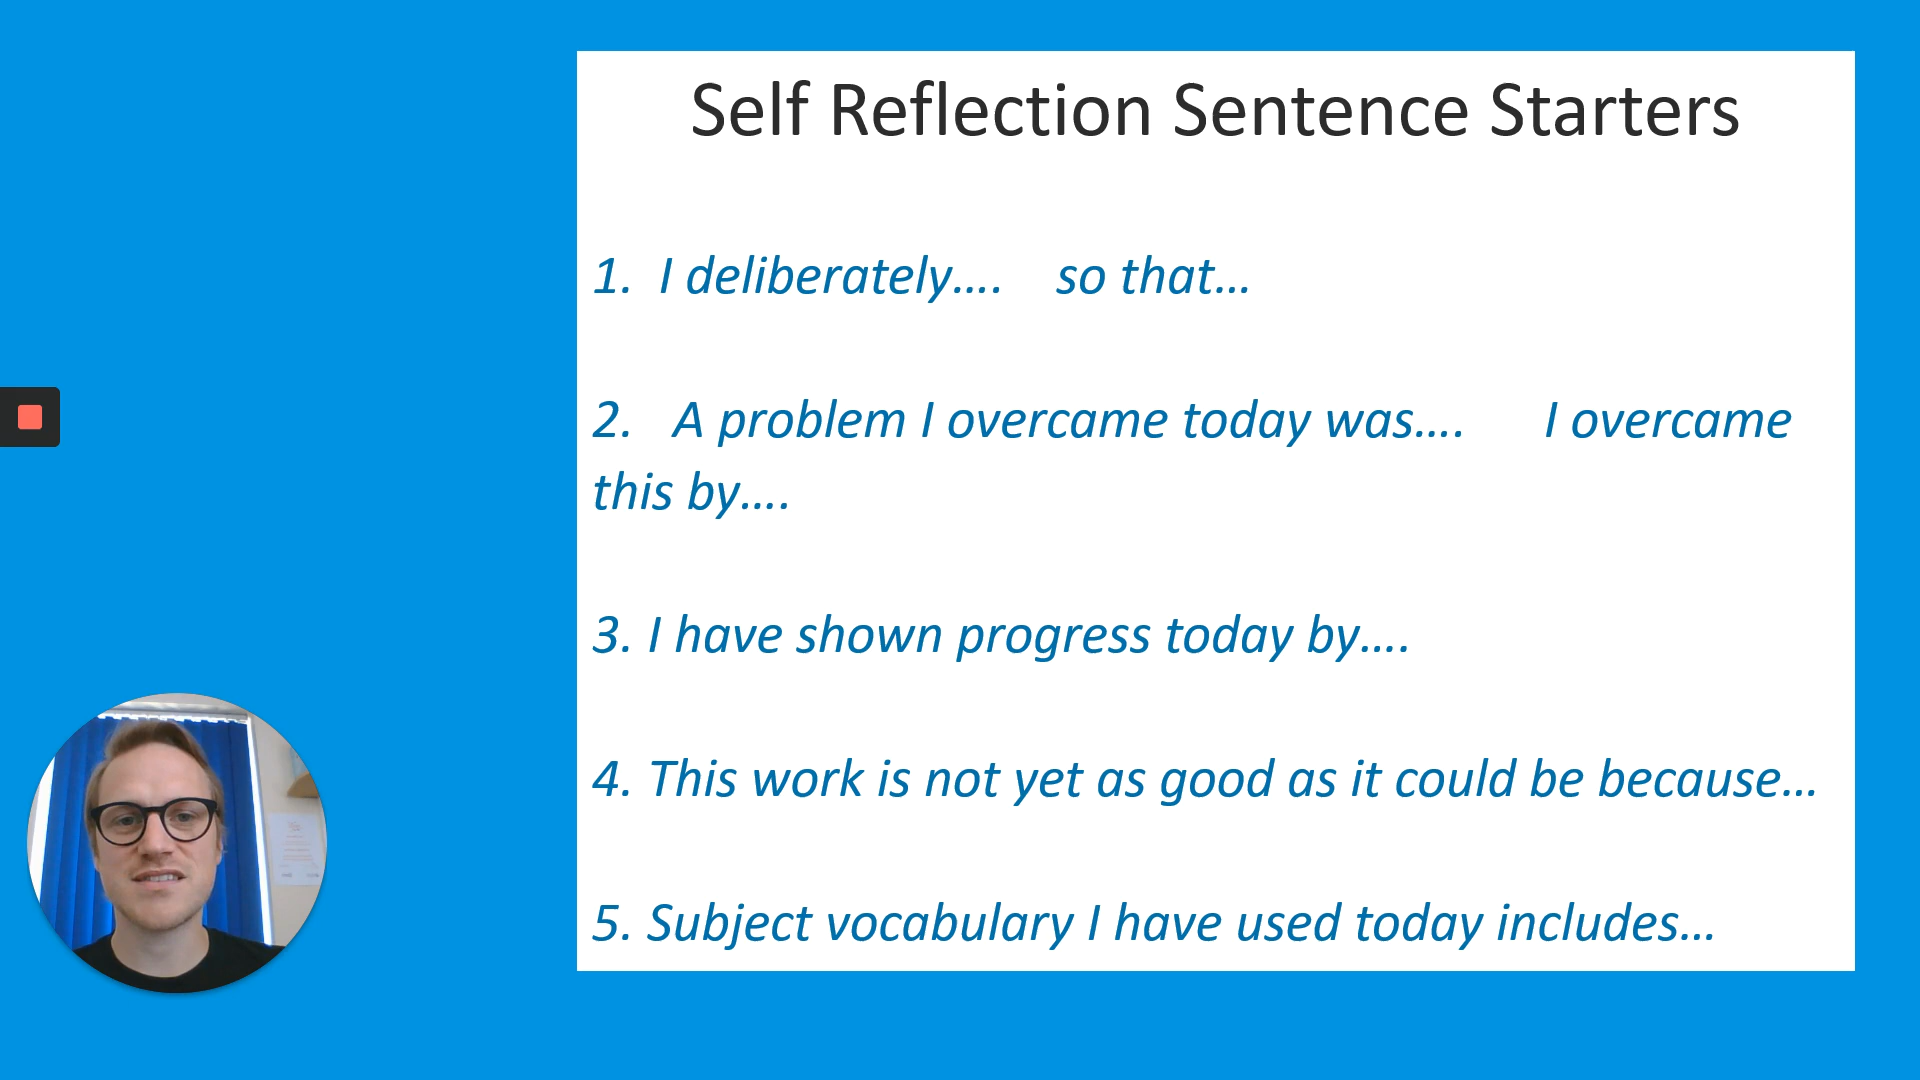 Self Reflection Sentence Starters
1. I deliberately.... so that...
2. A problem I overcame today was.... I overcame
this by....
3. I have shown progress today by....
4. This work is not yet as good as it could be because...
5. Subject vocabulary I have used today includes...